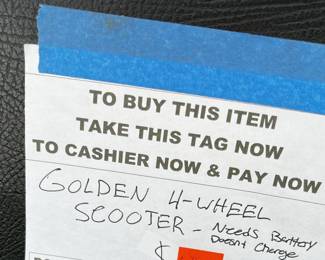 TO BUY THIS ITEM
TAKE THIS TAG NOW
TO CASHIER NOW & PAY NOW
GOLDEN 4-WHEEL
SCOOTER - Needs Battery
Doesnt Charge
$